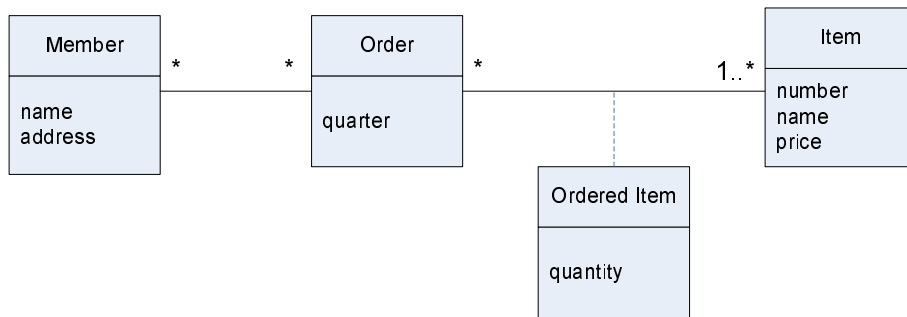 Member
name
address
*
*
Order
quarter
*
1..*
Item
number
name
price
Ordered Item
quantity